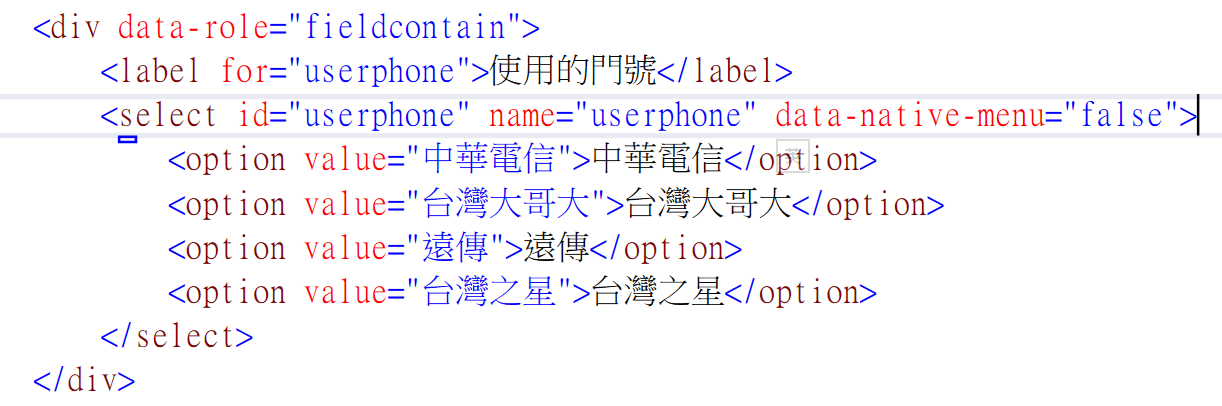 <div data-role="fieldcontain">
<label for="userphone">使用的門號</label>
<select id="userphone" name="userphone" data-native-menu="false">
<option value="中華電信">中華電信</option>
<option value="台灣大哥大">台灣大哥大</option>
<option value="遠傳">遠傳</option>
<option value="台灣之星">台灣之星</option>
</select>
</div>